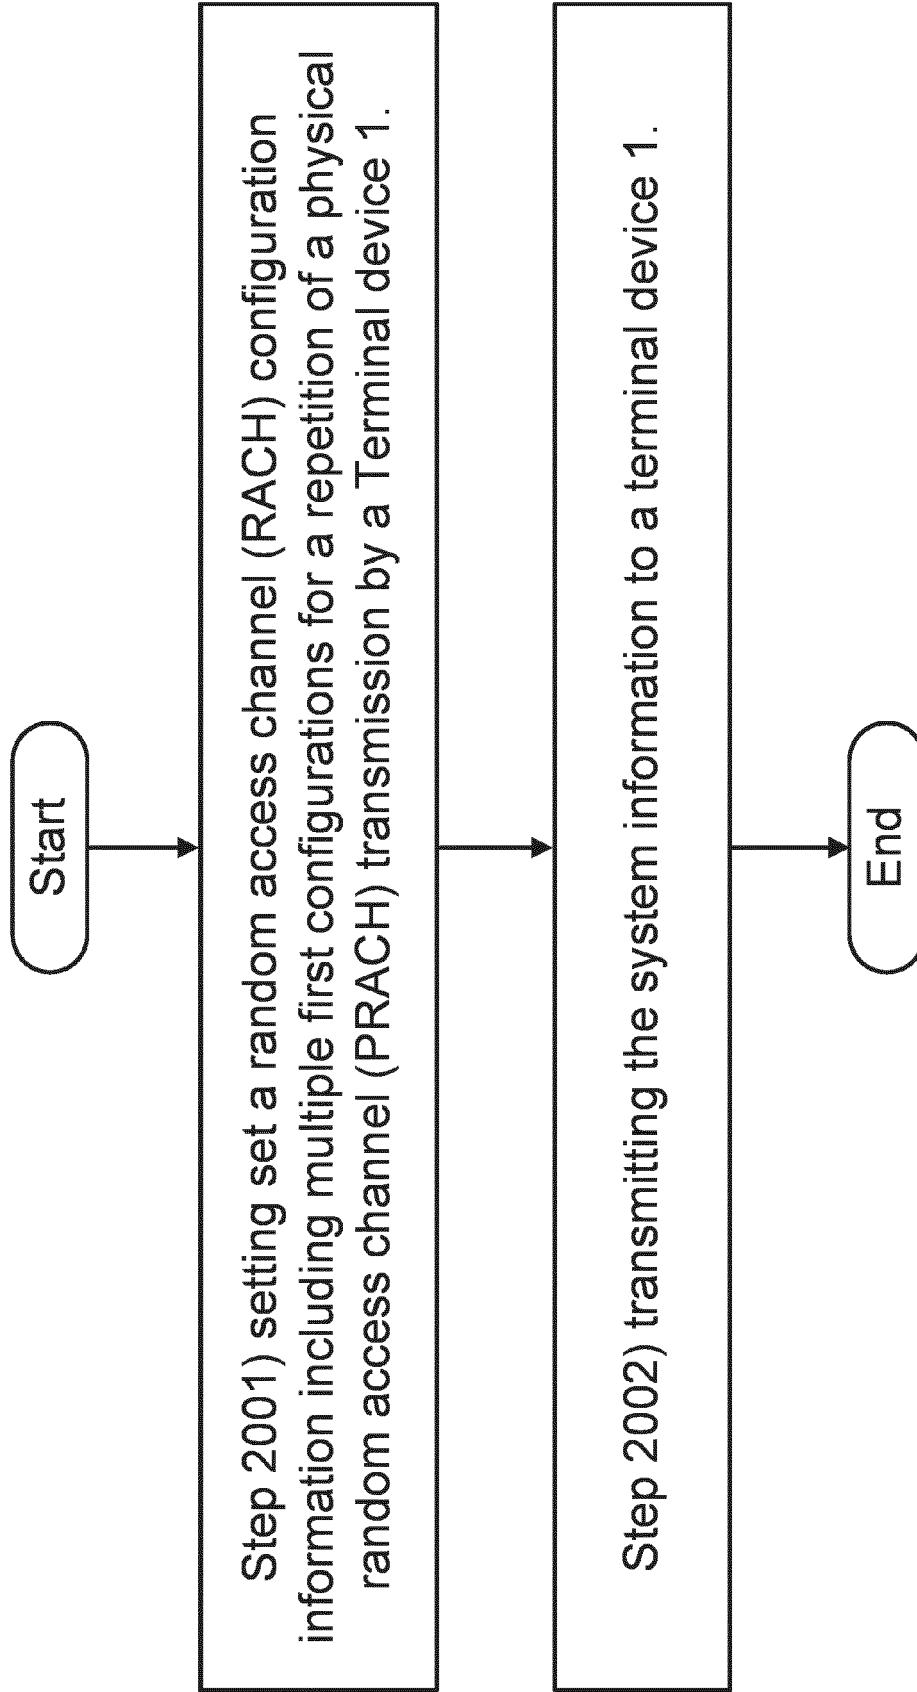 Start
Step 2001) setting set a random access channel (RACH) configuration
information including multiple first configurations for a repetition of a physical
random access channel (PRACH) transmission by a Terminal device 1.
Step 2002) transmitting the system information to a terminal device 1.
End